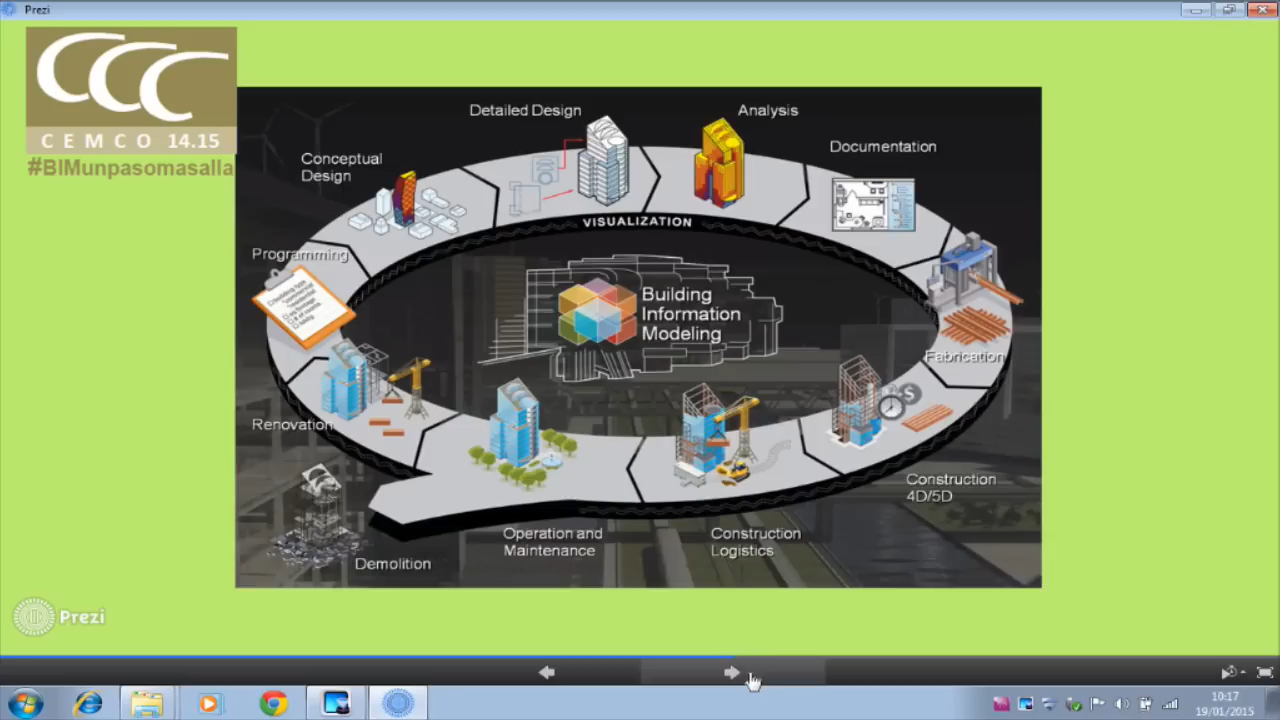 Prezi
CEMCO 14.15
#BIMunpasomasalla
Detailed Design
Analysis
Conceptual
Design
Documentation
VISUALIZATION
Programming
Building
Information
Modeling
Fabrication
Renovation
Construction
4D/5D
Operation and
Maintenance
Construction
Logistics
Demolition
Prezi
10:17
19/01/2015